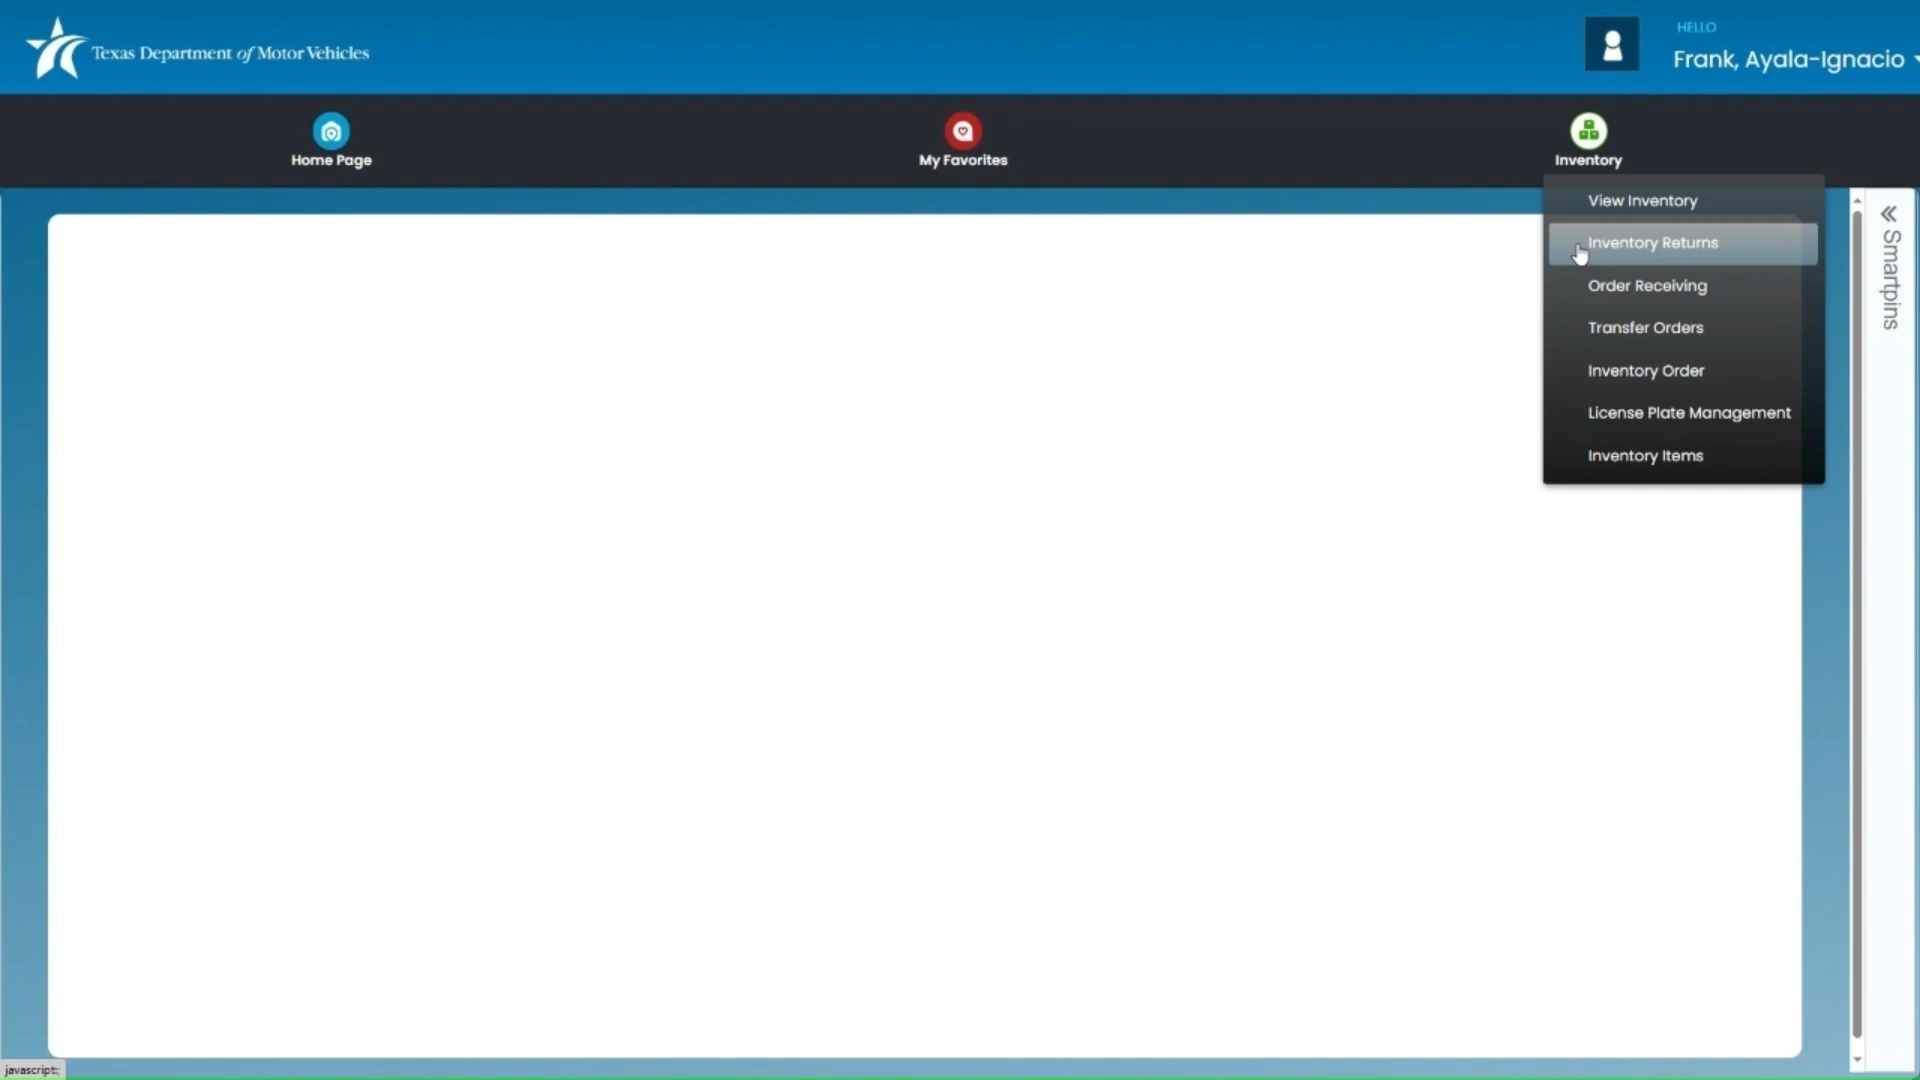 Texas Department of Motor Vehicles
HELLO
Frank, Ayala-Ignacio
Home Page
My Favorites
Inventory
View Inventory
Inventory Returns
Order Receiving
Transfer Orders
Inventory Order
License Plate Management
Inventory Items
Smartpins
javascript:;